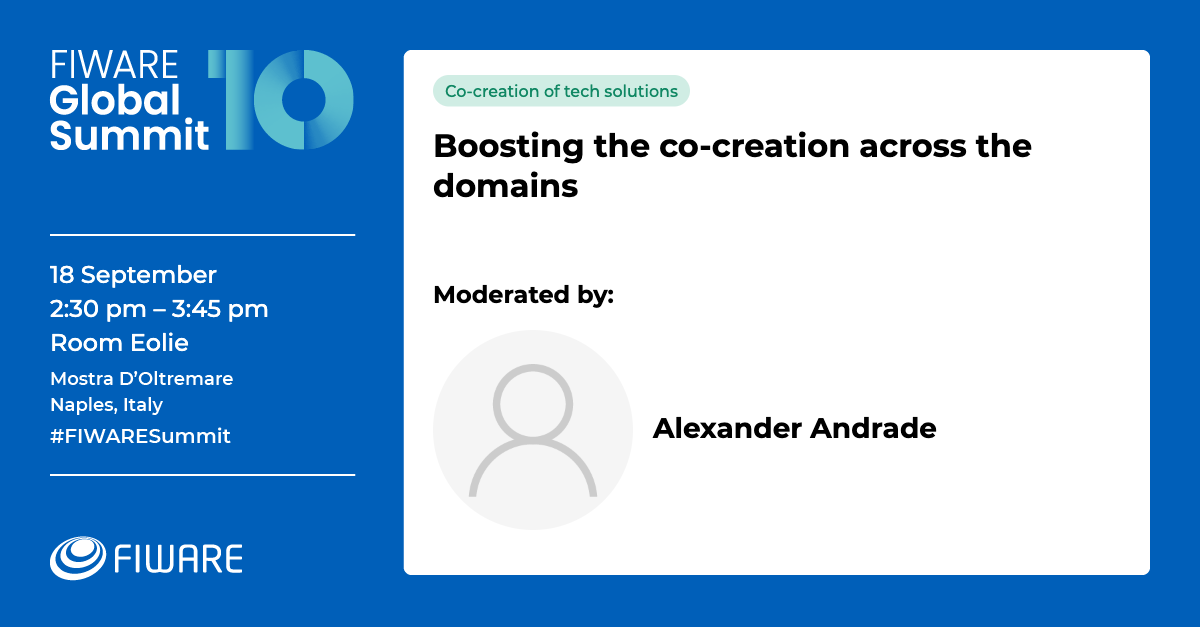 FIWARE
Global
Summit
10
18 September
2:30 pm – 3:45 pm
Room Eolie
Mostra D’Oltremare
Naples, Italy
#FIWARESummit
FIWARE
Co-creation of tech solutions
Boosting the co-creation across the
domains
Moderated by:
Alexander Andrade